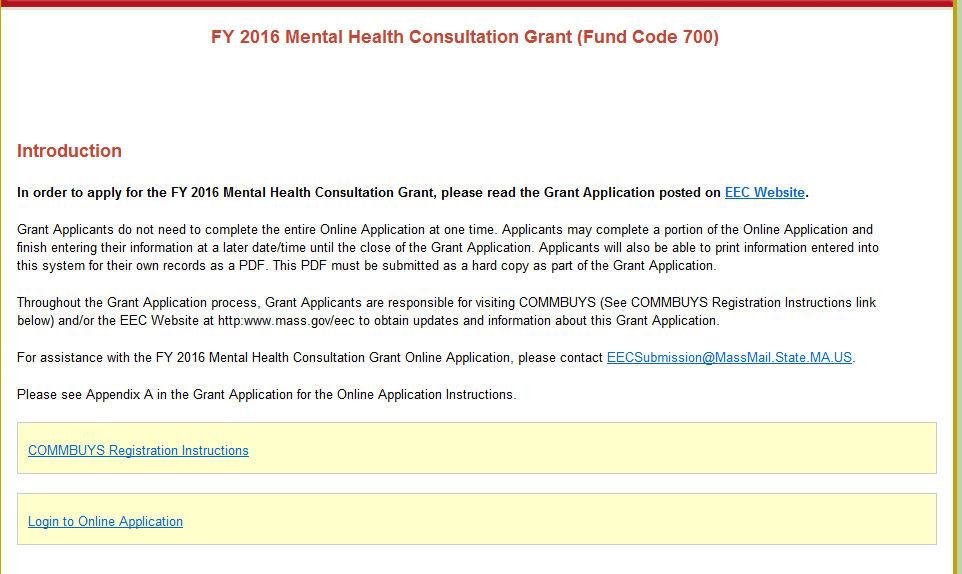 FY 2016 Mental Health Consultation Grant (Fund Code 700)
Introduction
In order to apply for the FY 2016 Mental Health Consultation Grant, please read the Grant Application posted on EEC Website.
Grant Applicants do not need to complete the entire Online Application at one time. Applicants may complete a portion of the Online Application and
finish entering their information at a later date/time until the close of the Grant Application. Applicants will also be able to print information entered into
this system for their own records as a PDF. This PDF must be submitted as a hard copy as part of the Grant Application.
Throughout the Grant Application process, Grant Applicants are responsible for visiting COMMBUYS (See COMMBUYS Registration Instructions link
below) and/or the EEC Website at http:www.mass.gov/eec to obtain updates and information about this Grant Application.
For assistance with the FY 2016 Mental Health Consultation Grant Online Application, please contact EECSubmission@MassMail.State.MA.US.
Please see Appendix A in the Grant Application for the Online Application Instructions.
COMMBUYS Registration Instructions
Login to Online Application